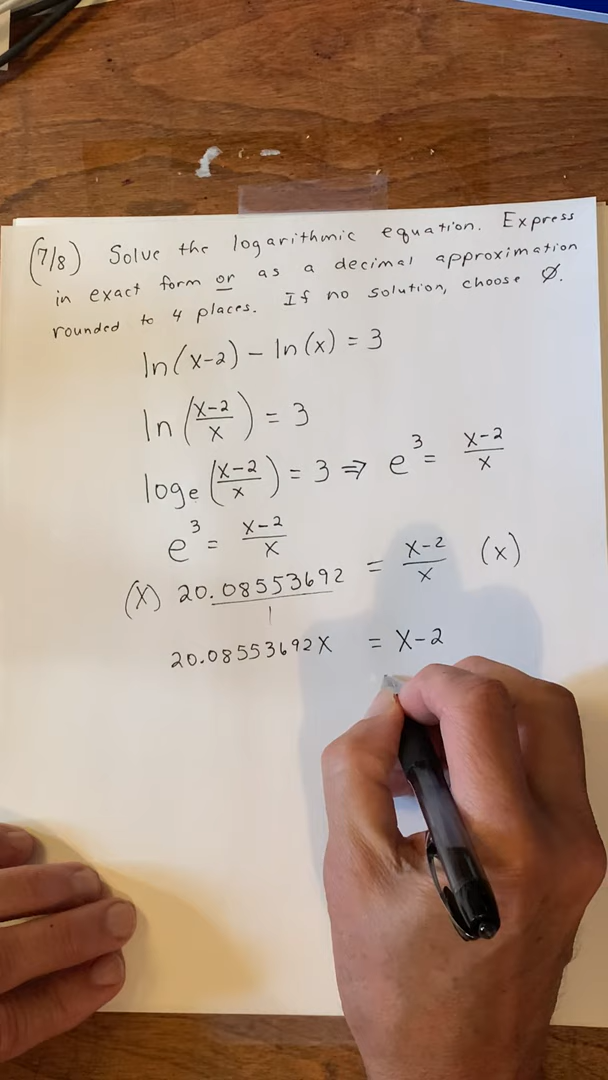 (7/8) Solve the logarithmic equation. Express
in exact form or as a decimal approximation
rounded to 4 places. If no solution, choose Ø.
ln(x-2) - ln(x) = 3
ln((x-2)/x) = 3
logₑ((x-2)/x) = 3 ⇒ e³ = (x-2)/x
e³ = (x-2)/x
(x) 20.08553692 = (x-2)/x (x)
1
20.08553692x = x-2